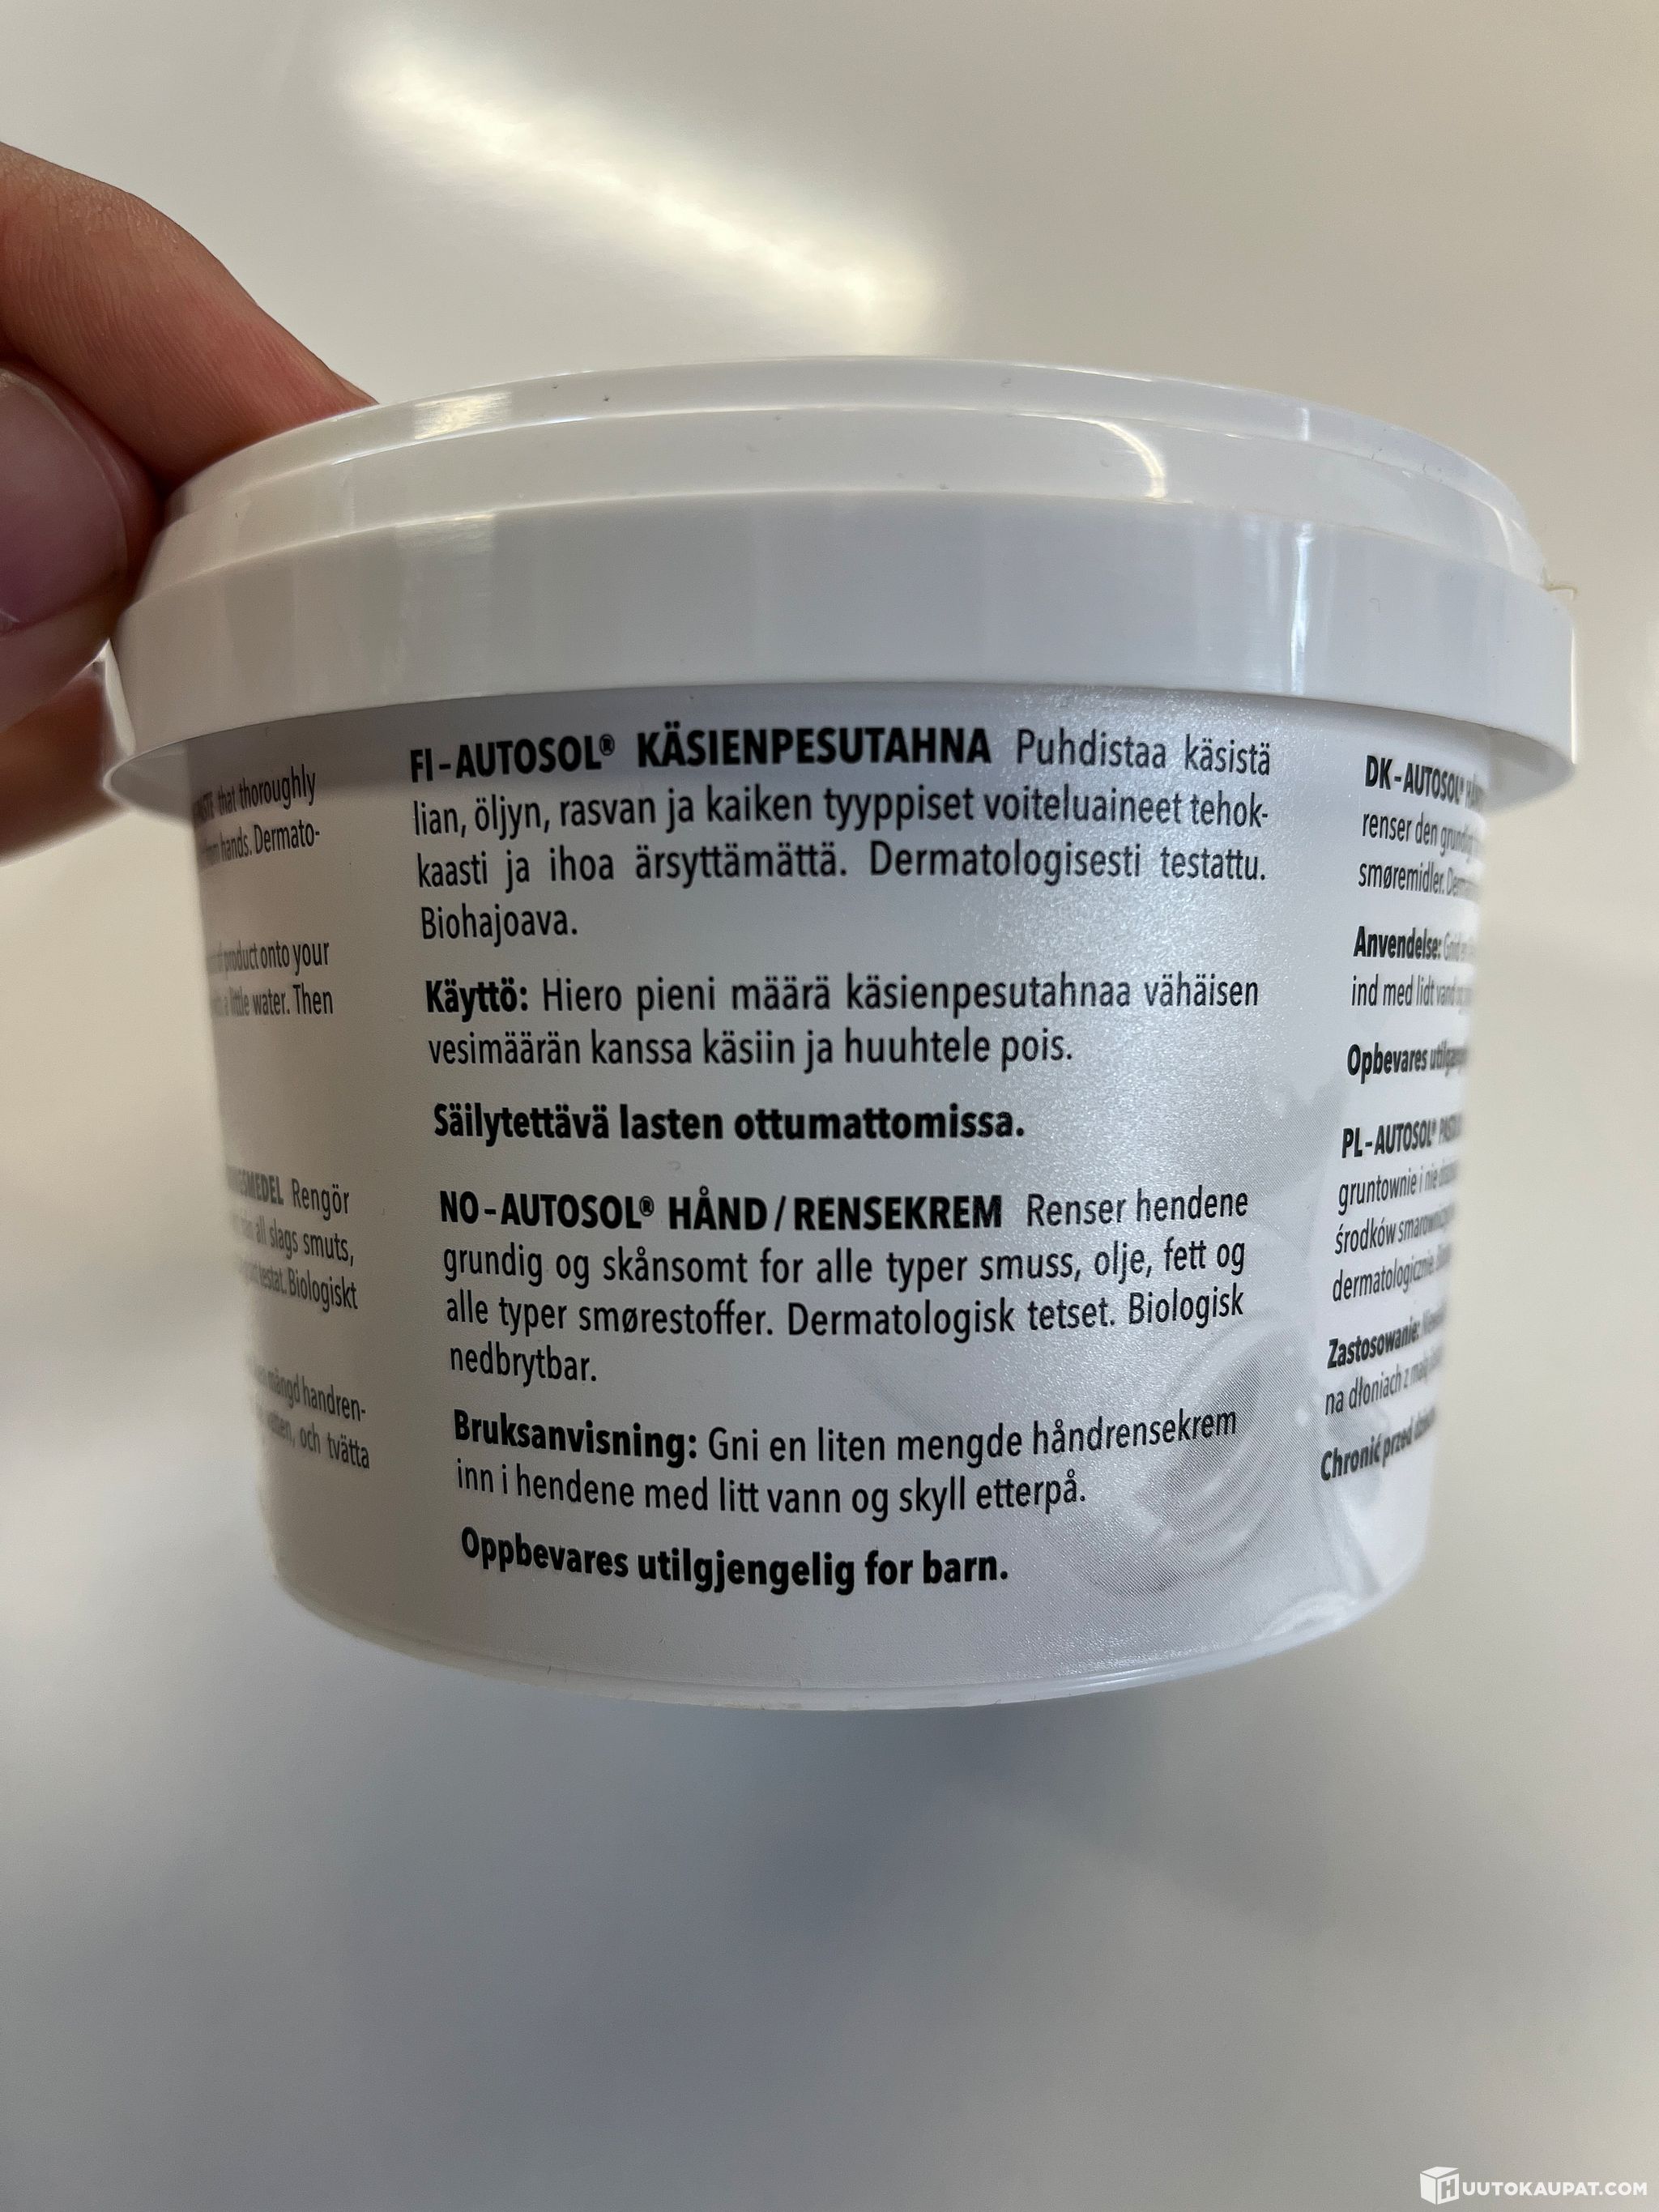 that thoroughly
hands. Dermato-
product onto your
little water. Then
Rengör
all slags smuts,
testat. Biologiskt
mängd handren-
vatten, och tvätta
FI-AUTOSOL® KÄSIENPESUTAHNA Puhdistaa käsistä
lian, öljyn, rasvan ja kaiken tyyppiset voiteluaineet tehok-
kaasti ja ihoa ärsyttämättä. Dermatologisesti testattu.
Biohajoava.
Käyttö: Hiero pieni määrä käsienpesutahnaa vähäisen
vesimäärän kanssa käsiin ja huuhtele pois.
Säilytettävä lasten ottumattomissa.
NO-AUTOSOL® HÅND/RENSEKREM Renser hendene
grundig og skånsomt for alle typer smuss, olje, fett og
alle typer smørestoffer. Dermatologisk tetset. Biologisk
nedbrytbar.
Bruksanvisning: Gni en liten mengde håndrensekrem
inn i hendene med litt vann og skyll etterpå.
Oppbevares utilgjengelig for barn.
DK-AUTOSOL®
renser den
smøremidler.
Anvendelse:
ind med lidt vand
Opbevares
PL-AUTOSOL®
gruntownie i nie
środków
dermatologicznie.
Zastosowanie:
na dłoniach z
Chronić przed
HUUTOKAUPAT.COM